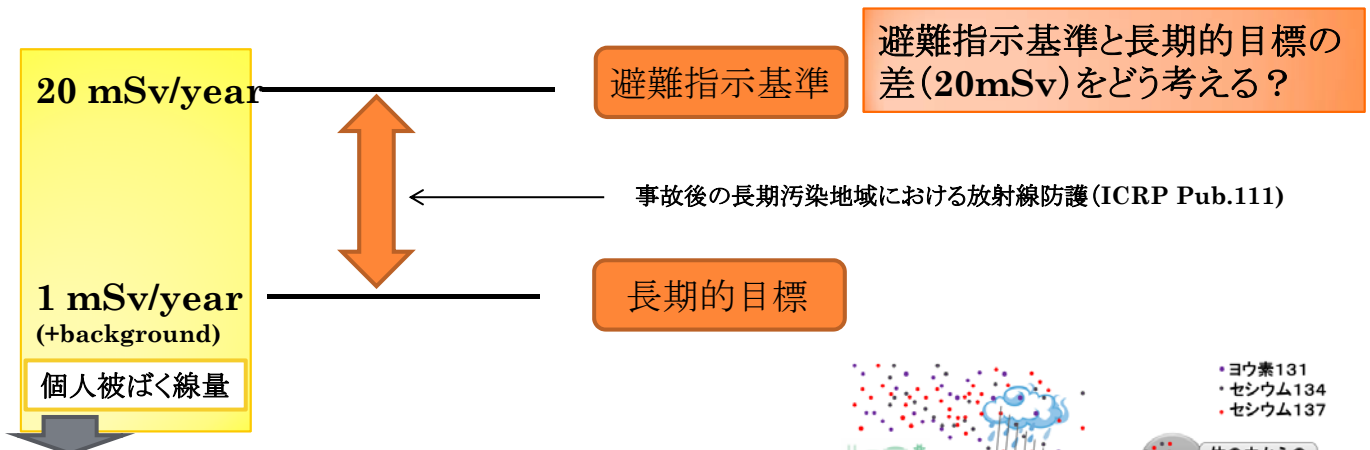 避難指示基準と長期的目標の
差(20mSv)をどう考える?
20 mSv/year
避難指示基準
事故後の長期汚染地域における放射線防護(ICRP Pub.111)
1 mSv/year
(+background)
長期的目標
個人被ばく線量
・ヨウ素131
・セシウム134
・セシウム137